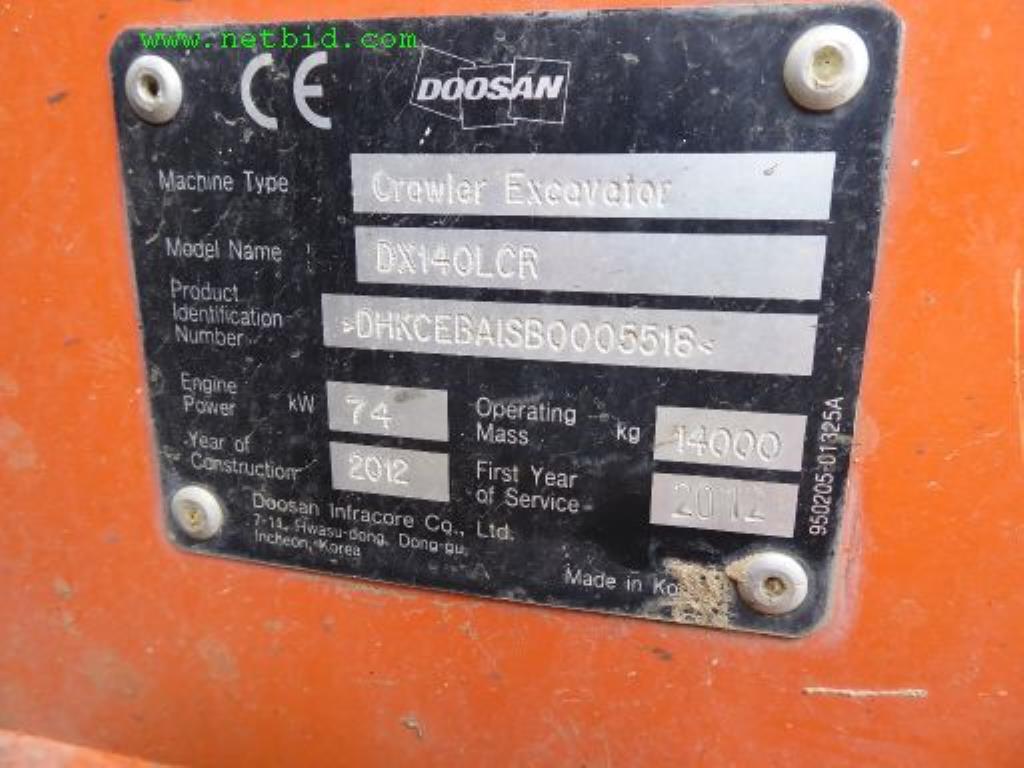 www.netbid.com
CE DOOSAN
Machine Type Crawler Excavator
Model Name DX140LCR
Product
Identification
Number >DHKCEBAISB0005518<
Engine
Power kW 74
Operating
Mass kg 14000
Year of
Construction 2012
First Year
of Service 2012
Doosan Infracore Co., Ltd.
7-11, Hwasu-dong, Dong-gu,
Incheon, Korea
Made in
950205-01325A